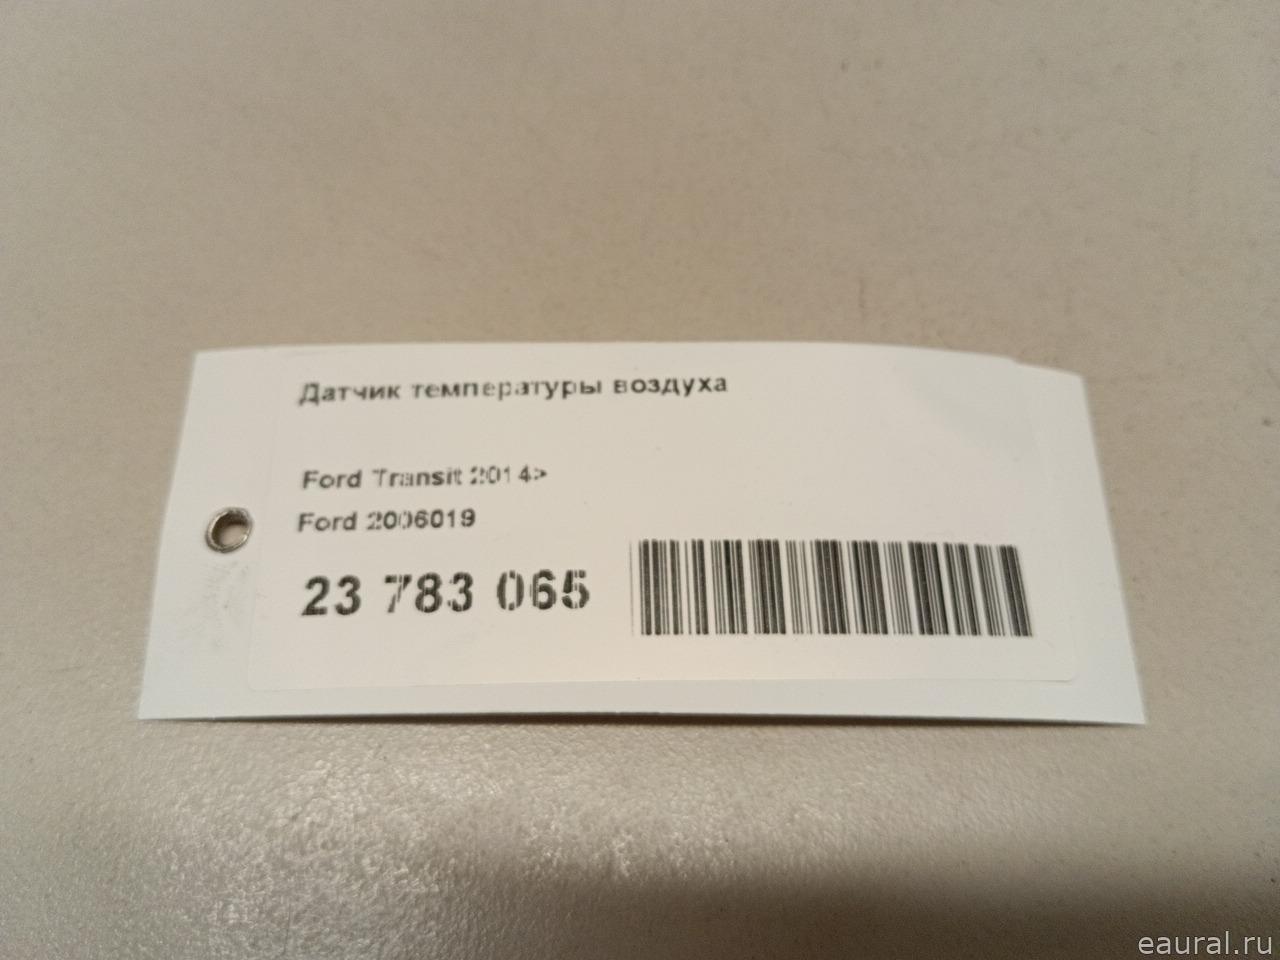 Датчик температуры воздуха
Ford Transit 2014>
Ford 2006019
23 783 065
eaural.ru